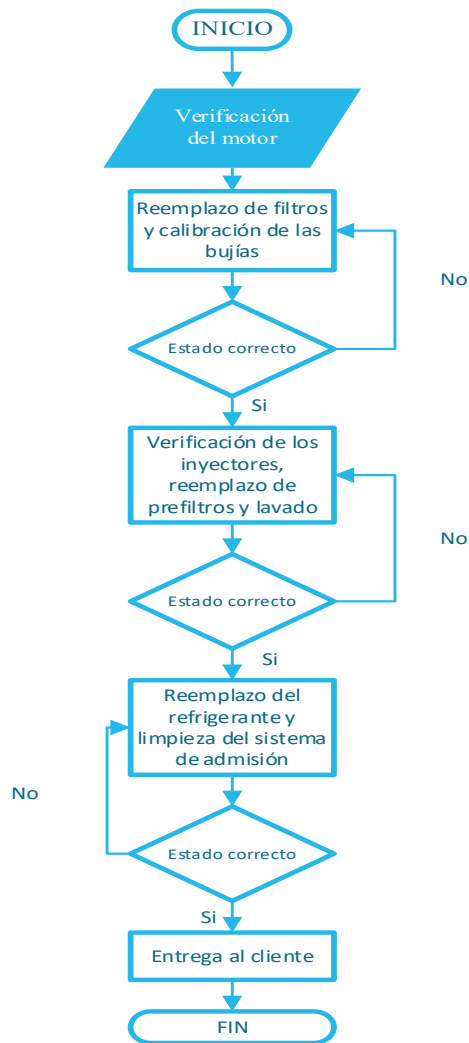 INICIO
Verificación
del motor
Reemplazo de filtros
y calibración de las
bujías
No
Estado correcto
Si
Verificación de los
inyectores,
reemplazo de
prefiltros y lavado
No
Estado correcto
Si
Reemplazo del
refrigerante y
limpieza del sistema
de admisión
No
Estado correcto
Si
Entrega al cliente
FIN